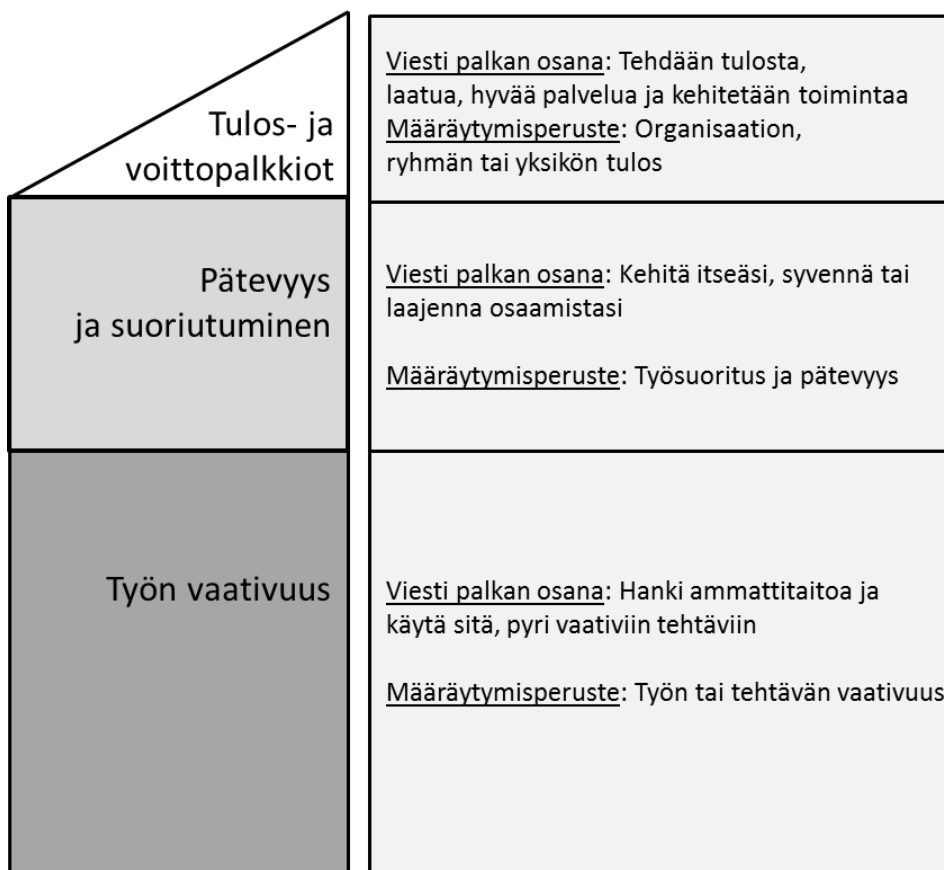 Tulos- ja
voittopalkkiot
Viesti palkan osana: Tehdään tulosta,
laatua, hyvää palvelua ja kehitetään toimintaa
Määräytymisperuste: Organisaation,
ryhmän tai yksikön tulos
Pätevyys
ja suoriutuminen
Viesti palkan osana: Kehitä itseäsi, syvennä tai
laajenna osaamistasi
Määräytymisperuste: Työsuoritus ja pätevyys
Työn vaativuus
Viesti palkan osana: Hanki ammattitaitoa ja
käytä sitä, pyri vaativiin tehtäviin
Määräytymisperuste: Työn tai tehtävän vaativuus